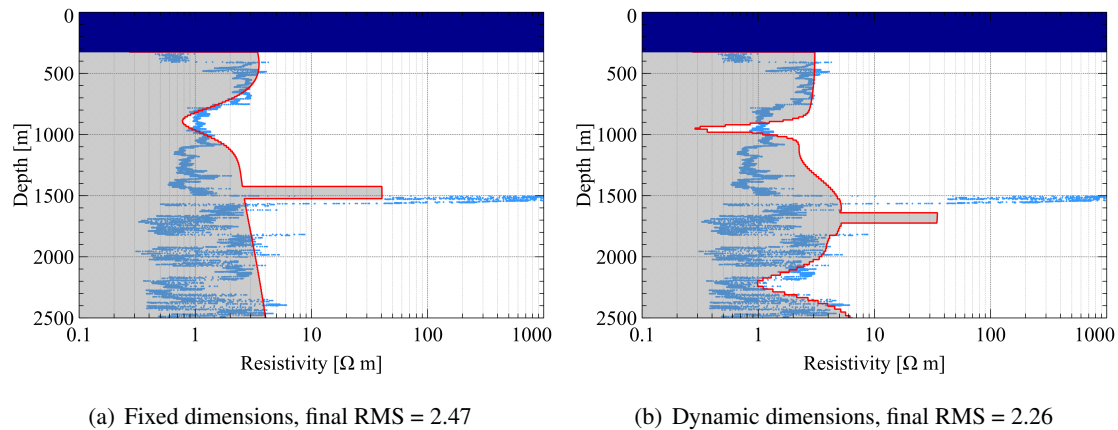 0
500
1000
1500
2000
2500
Depth [m]
0.1 1 10 100 1000
Resistivity [Ω m]
(a) Fixed dimensions, final RMS = 2.47
0
500
1000
1500
2000
2500
Depth [m]
0.1 1 10 100 1000
Resistivity [Ω m]
(b) Dynamic dimensions, final RMS = 2.26